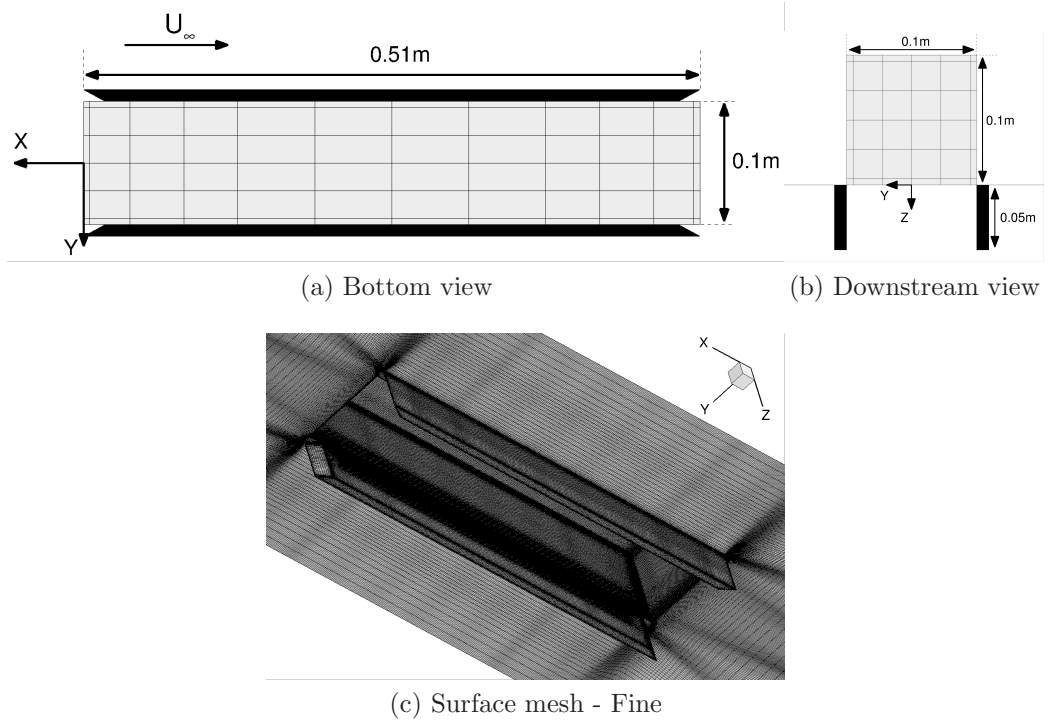 U∞
0.51m
X
0.1m
Y
0.1m
0.1m
Y
Z
0.05m
(a) Bottom view
(b) Downstream view
X
Y
Z
(c) Surface mesh - Fine